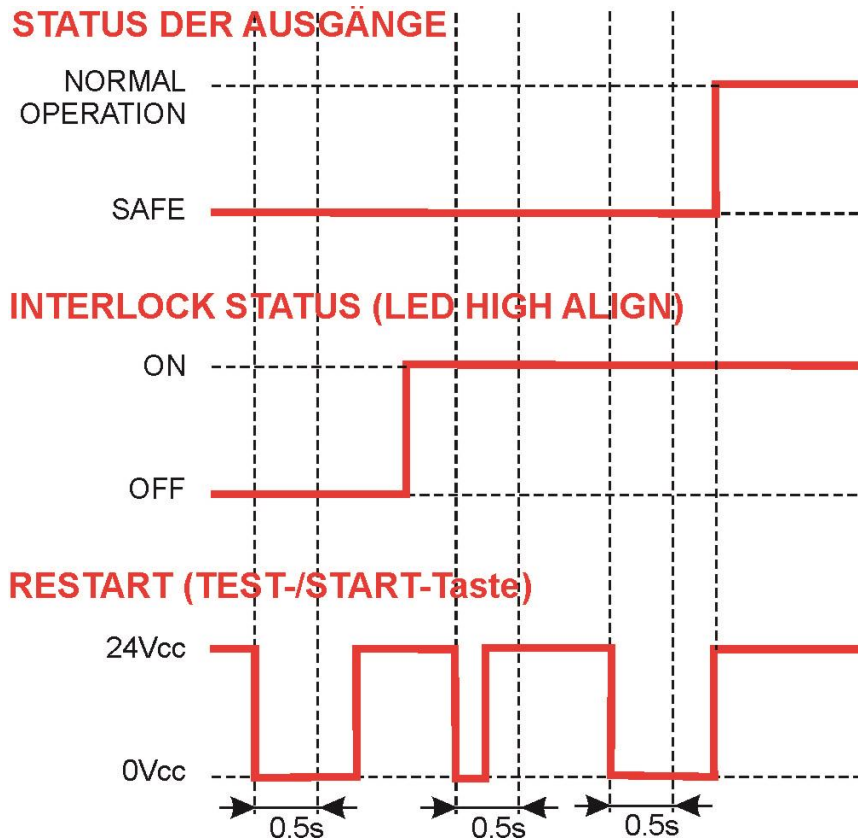 STATUS DER AUSGÄNGE
NORMAL
OPERATION
SAFE
INTERLOCK STATUS (LED HIGH ALIGN)
ON
OFF
RESTART (TEST-/START-Taste)
24Vcc
0Vcc
0.5s 0.5s 0.5s